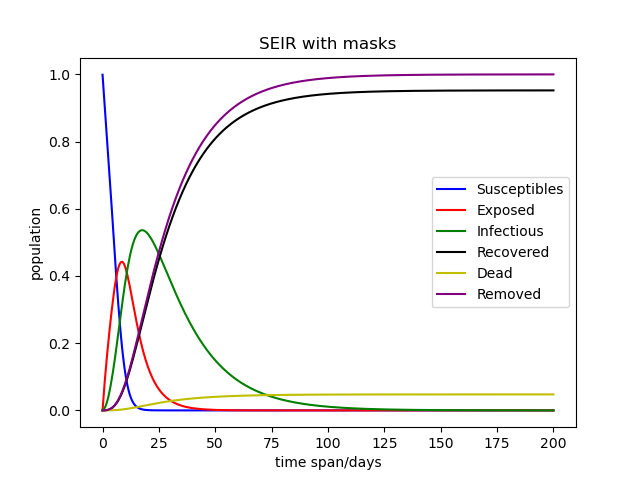 SEIR with masks
1.0
0.8
0.6
0.4
0.2
0.0
population
Susceptibles
Exposed
Infectious
Recovered
Dead
Removed
0 25 50 75 100 125 150 175 200
time span/days